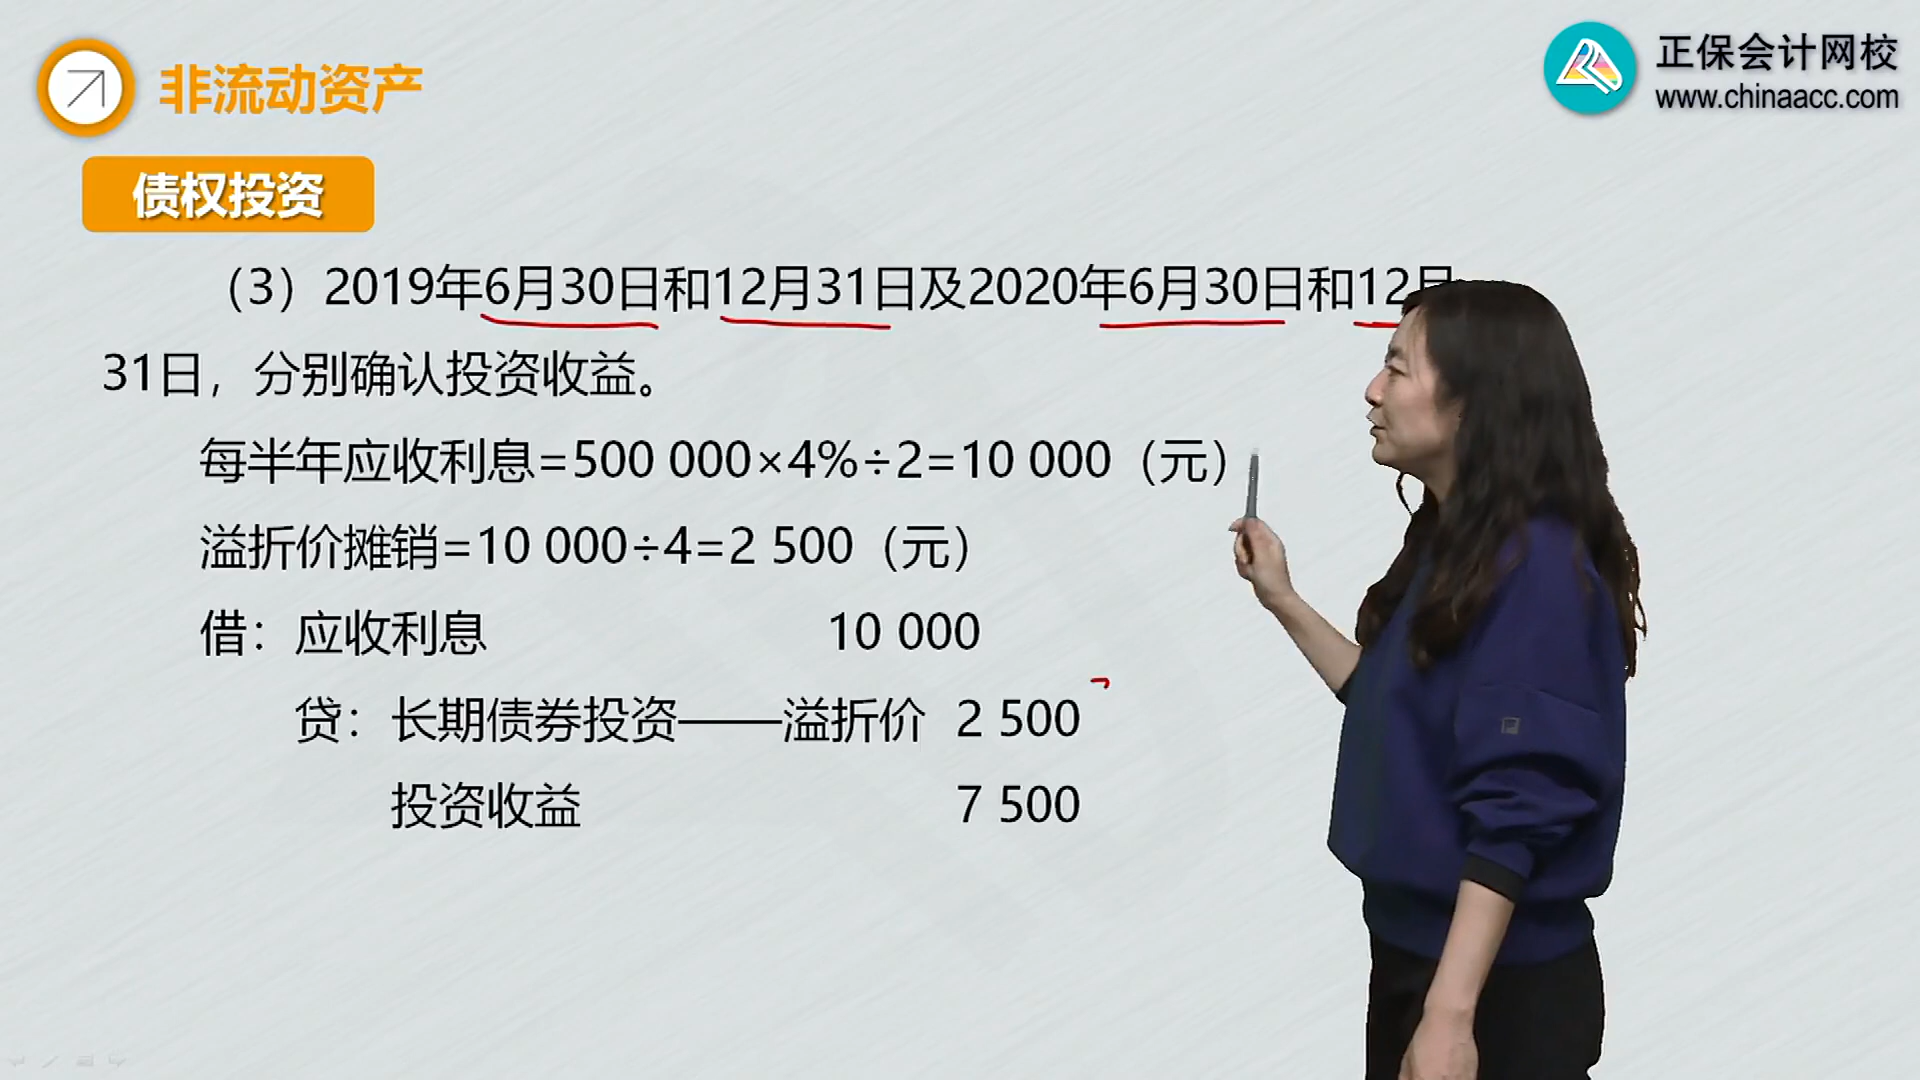 非流动资产
正保会计网校
www.chinaacc.com
债权投资
（3）2019年6月30日和12月31日及2020年6月30日和12月
31日，分别确认投资收益。
每半年应收利息=500 000×4%÷2=10 000（元）
溢折价摊销=10 000÷4=2 500（元）
借：应收利息 10 000
贷：长期债券投资——溢折价 2 500
投资收益 7 500